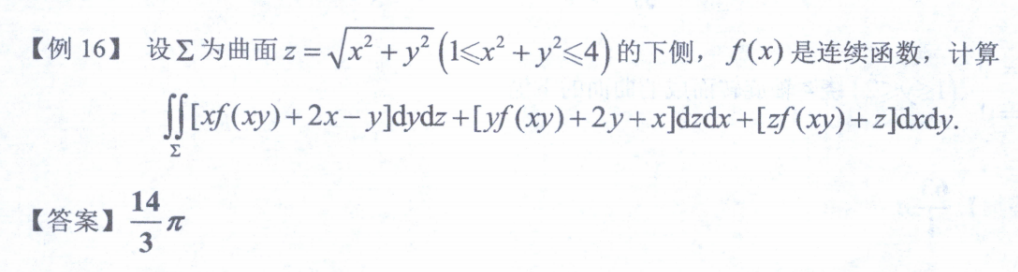 【例 16】 设 Σ 为曲面 z = √(x² + y²) (1⩽x² + y²⩽4) 的下侧，f(x) 是连续函数，计算
∬_Σ [xf(xy) + 2x − y]dydz + [yf(xy) + 2y + x]dzdx + [zf(xy) + z]dxdy.
【答案】 14/3 π